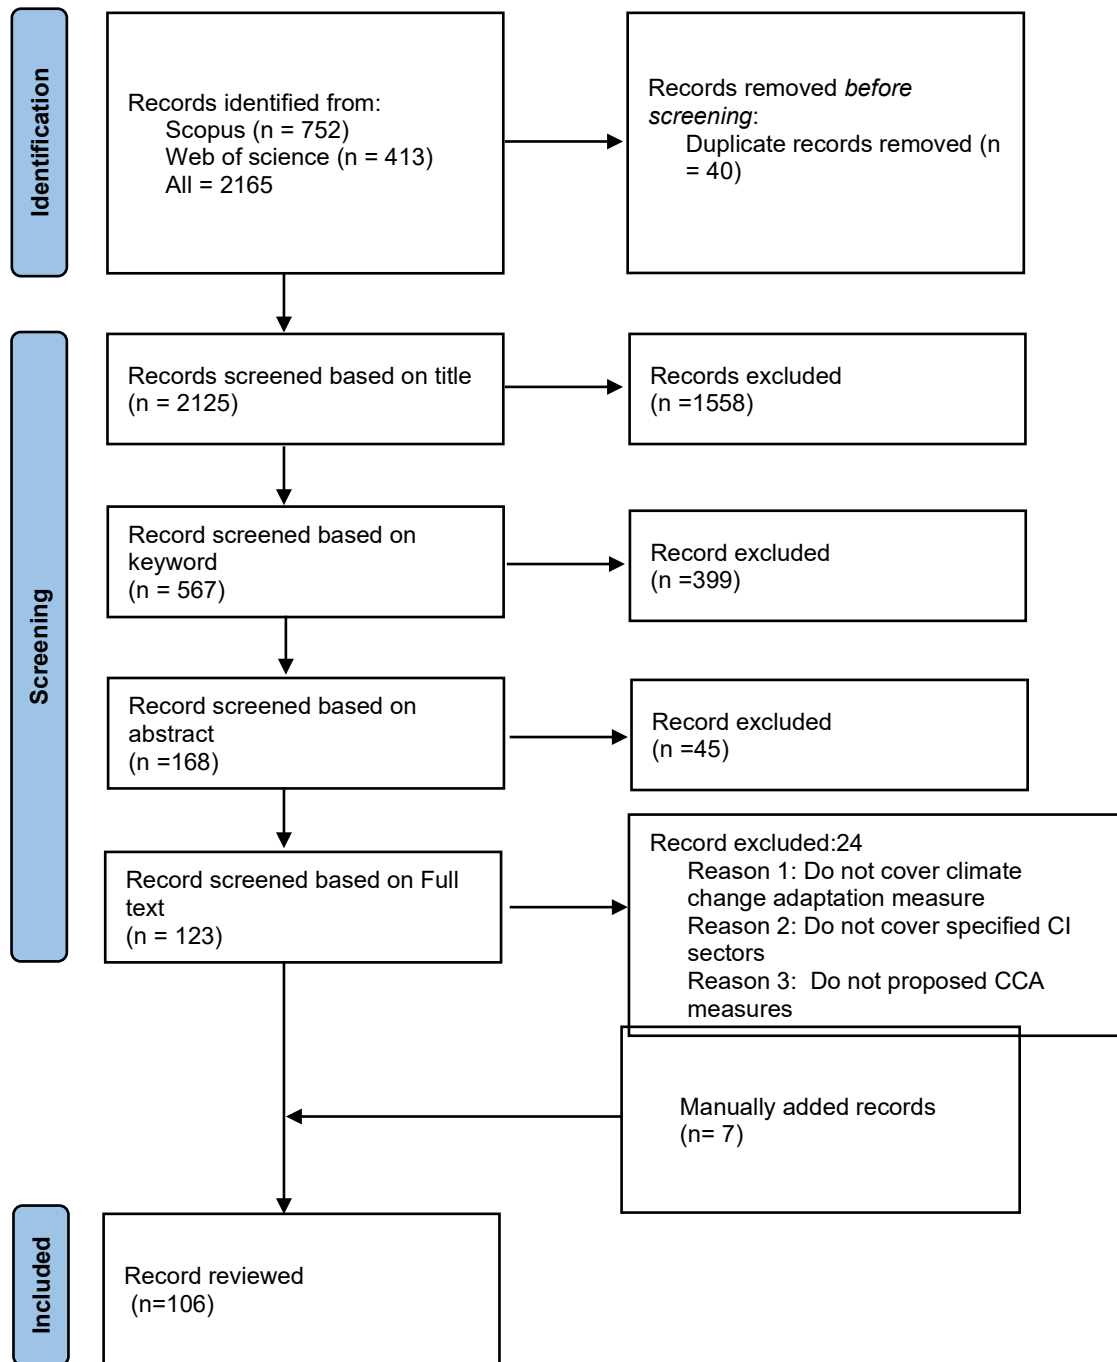 Identification
Records identified from:
Scopus (n = 752)
Web of science (n = 413)
All = 2165
Records removed before
screening:
Duplicate records removed (n
= 40)
Screening
Records screened based on title
(n = 2125)
Records excluded
(n =1558)
Record screened based on
keyword
(n = 567)
Record excluded
(n =399)
Record screened based on
abstract
(n =168)
Record excluded
(n =45)
Record screened based on Full
text
(n = 123)
Record excluded:24
Reason 1: Do not cover climate
change adaptation measure
Reason 2: Do not cover specified CI
sectors
Reason 3:  Do not proposed CCA
measures
Manually added records
(n= 7)
Included
Record reviewed
(n=106)